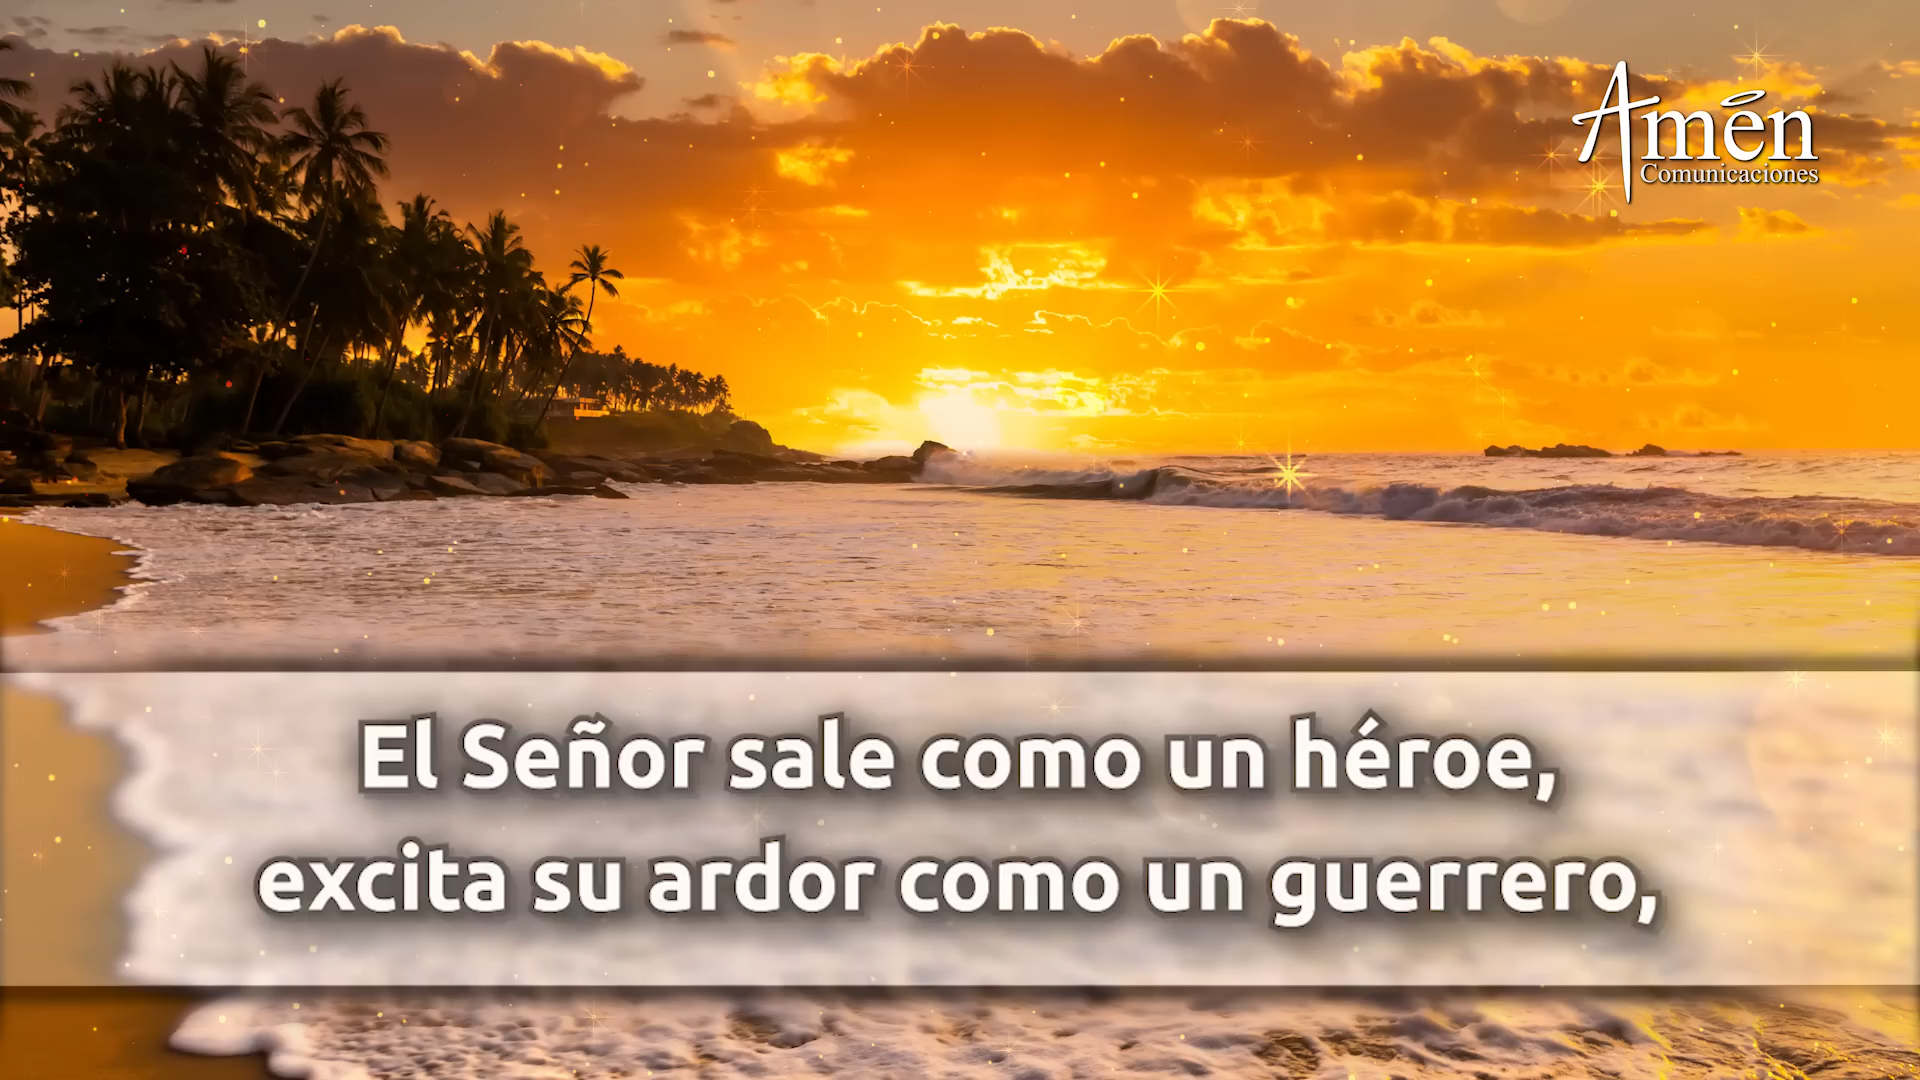 Amén
Comunicaciones
El Señor sale como un héroe,
excita su ardor como un guerrero,